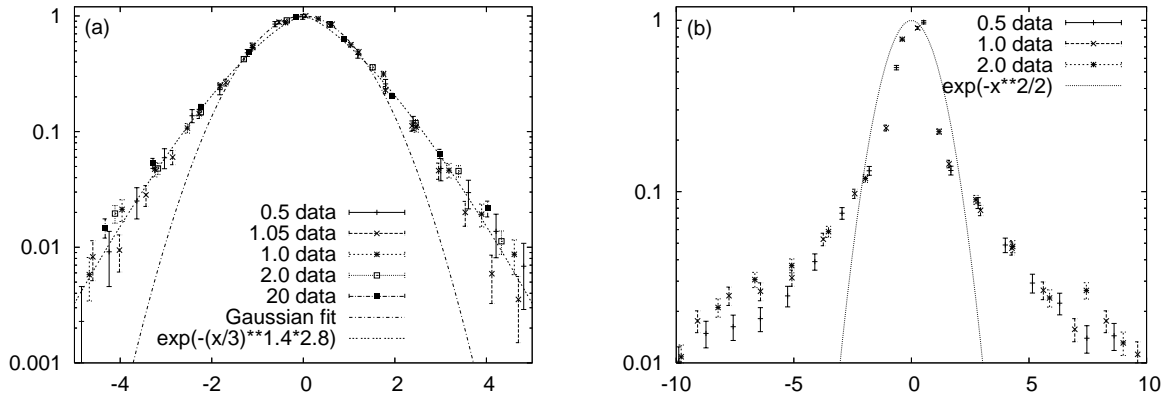 (a)
1
0.1
0.01
0.001
0.5 data
1.05 data
1.0 data
2.0 data
20 data
Gaussian fit
exp(-(x/3)**1.4*2.8)
-4 -2 0 2 4
(b)
1.0
0.1
0.01
0.5 data
1.0 data
2.0 data
exp(-x**2/2)
-10 -5 0 5 10